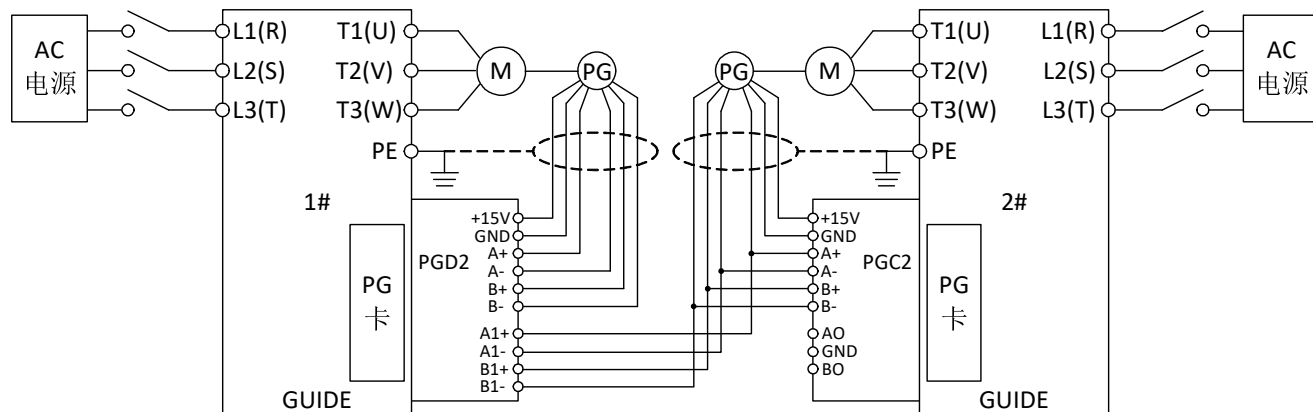 AC
电源
L1(R)
L2(S)
L3(T)
T1(U)
T2(V)
T3(W)
PE
M
PG
1#
PG
卡
PGD2
+15V
GND
A+
A-
B+
B-
A1+
A1-
B1+
B1-
GUIDE
PG
M
T1(U)
T2(V)
T3(W)
PE
L1(R)
L2(S)
L3(T)
AC
电源
2#
+15V
GND
A+
A-
B+
B-
AO
GND
BO
PGC2
PG
卡
GUIDE